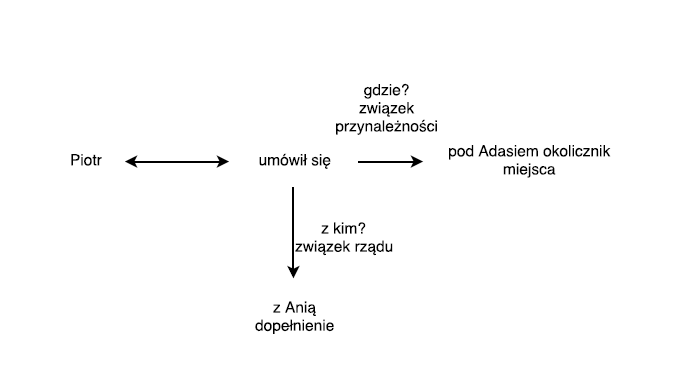 gdzie?
związek
przynależności
Piotr
umówił się
pod Adasiem okolicznik
miejsca
z kim?
związek rządu
z Anią
dopełnienie